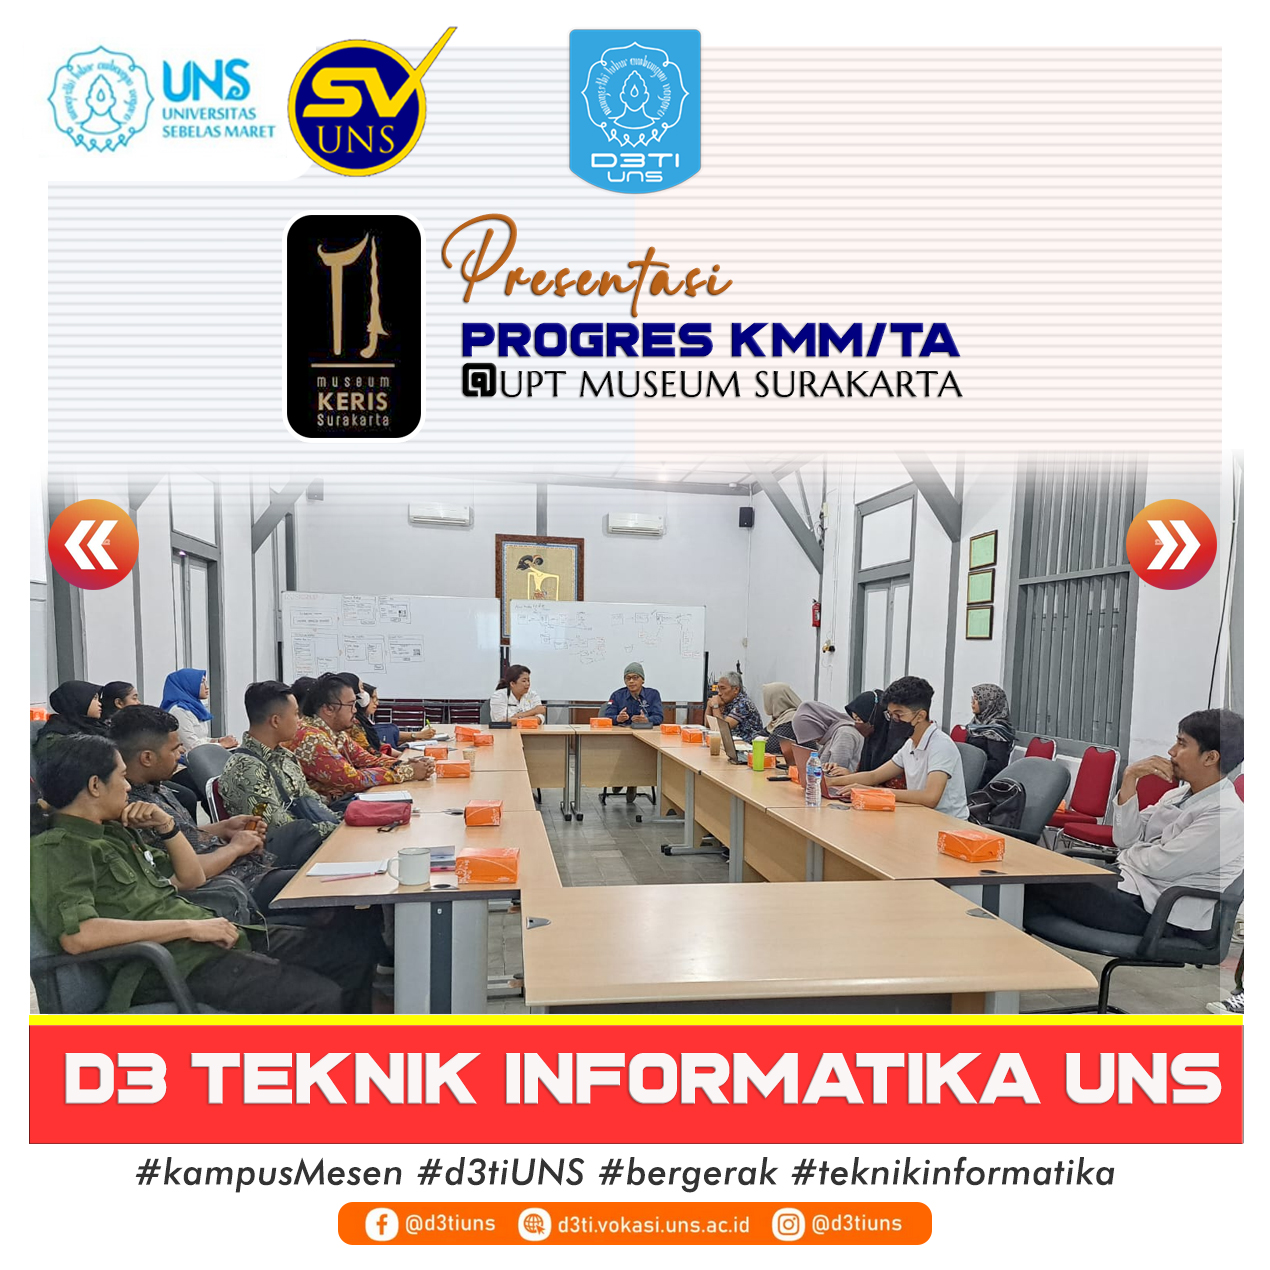 UNS
UNIVERSITAS
SEBELAS MARET
SV
UNS
D3TI
UNS
museum
KERIS
Surakarta
Presentasi
PROGRES KMM/TA
@UPT MUSEUM SURAKARTA
D3 TEKNIK INFORMATIKA UNS
#kampusMesen #d3tiUNS #bergerak #teknikinformatika
@d3tiuns d3ti.vokasi.uns.ac.id @d3tiuns